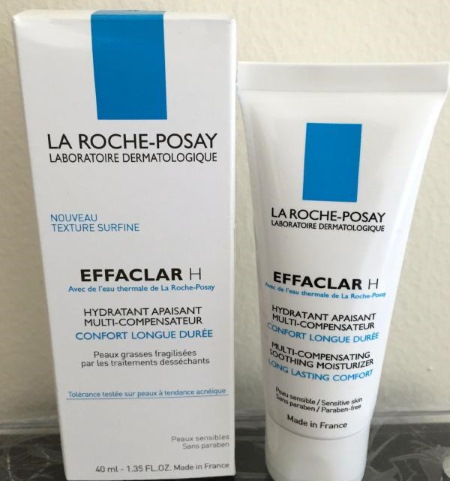 LA ROCHE-POSAY
LABORATOIRE DERMATOLOGIQUE
NOUVEAU
TEXTURE SURFINE
EFFACLAR H
Avec de l'eau thermale de La Roche-Posay
HYDRATANT APAISANT
MULTI-COMPENSATEUR
CONFORT LONGUE DURÉE
Peaux grasses fragilisées
par les traitements desséchants
Tolérance testée sur peaux à tendance acnéique
Peaux sensibles
Sans paraben
40 ml - 1.35 FL.OZ. Made in France
LA ROCHE-POSAY
LABORATOIRE DERMATOLOGIQUE
EFFACLAR H
Avec de l'eau thermale de La Roche-Posay
HYDRATANT APAISANT
MULTI-COMPENSATEUR
CONFORT LONGUE DURÉE
MULTI-COMPENSATING
SOOTHING MOISTURIZER
LONG LASTING COMFORT
Peau sensible / Sensitive skin
Sans paraben / Paraben-free
Made in France